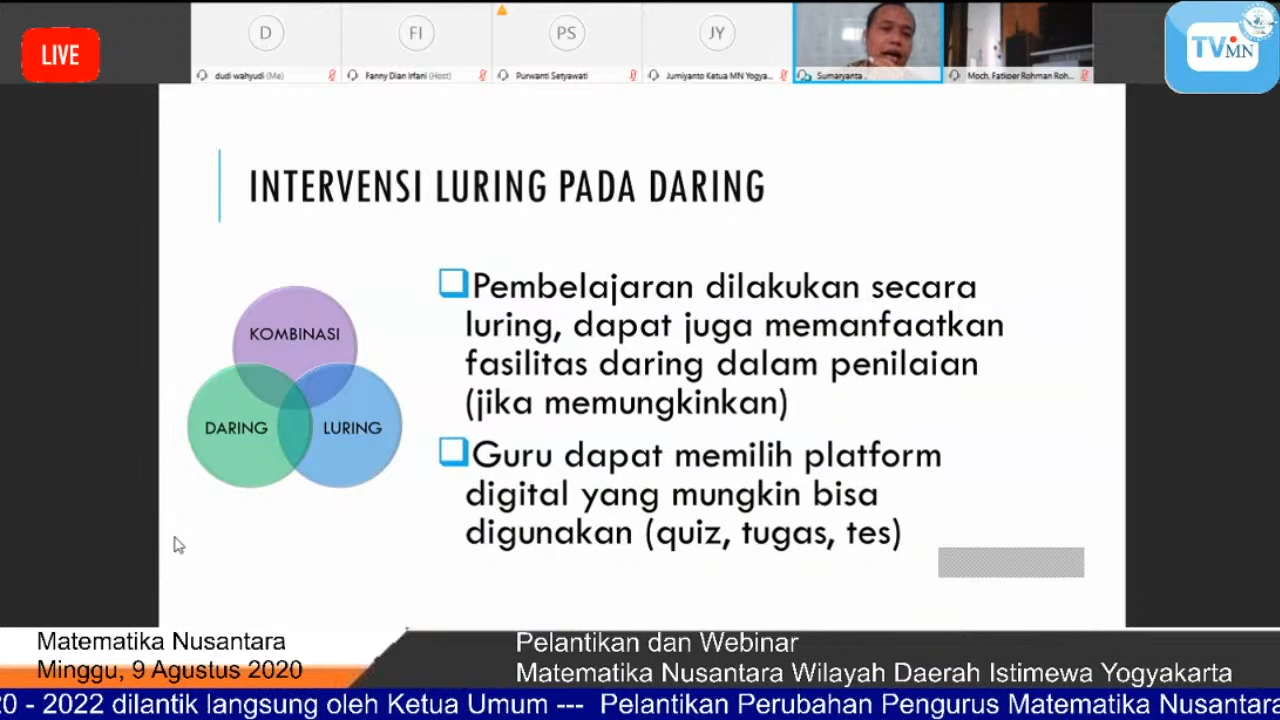 LIVE
D
FI
PS
JY
dudi wahyudi (Me)
Fanny Dian Irfani (Host)
Purwanti Setyawati
Jumiyanto Ketua MN Yogya...
Sumaryanta .
Moch. Fatkoer Rohman Roh...
TVMN
INTERVENSI LURING PADA DARING
KOMBINASI
DARING
LURING
Pembelajaran dilakukan secara
luring, dapat juga memanfaatkan
fasilitas daring dalam penilaian
(jika memungkinkan)
Guru dapat memilih platform
digital yang mungkin bisa
digunakan (quiz, tugas, tes)
Matematika Nusantara
Minggu, 9 Agustus 2020
Pelantikan dan Webinar
Matematika Nusantara Wilayah Daerah Istimewa Yogyakarta
20 - 2022 dilantik langsung oleh Ketua Umum --- Pelantikan Perubahan Pengurus Matematika Nusantara